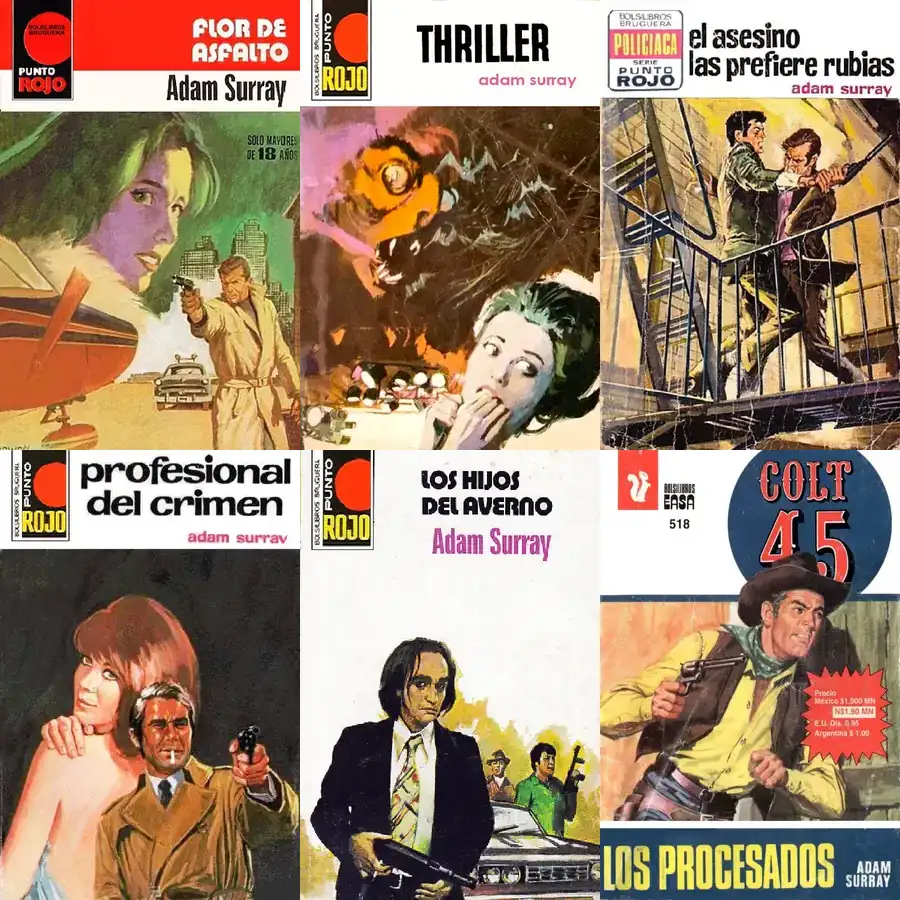 BOLSILIBROS
BRUGUERA
PUNTO
ROJO
FLOR DE
ASFALTO
Adam Surray
SOLO MAYORES
DE 18 AÑOS
BOLSILIBROS BRUGUERA
PUNTO
ROJO
THRILLER
adam surray
BOLSILIBROS
BRUGUERA
POLICIACA
SERIE
PUNTO
ROJO
el asesino
las prefiere rubias
adam surray
BOLSILIBROS BRUGUERA
PUNTO
ROJO
profesional
del crimen
adam surray
BOLSILIBROS BRUGUERA
PUNTO
ROJO
LOS HIJOS
DEL AVERNO
Adam Surray
BOLSILIBROS
EASA
518
COLT
45
Precio
México $1,900 MN
N$1.90 MN
E.U. Dls. 0.95
Argentina $ 1.00
LOS PROCESADOS
ADAM
SURRAY